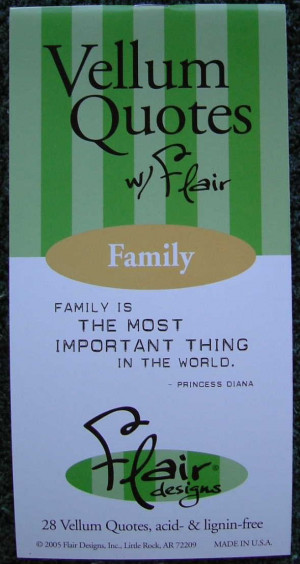 Vellum
Quotes
w/ Flair
Family
FAMILY IS
THE MOST
IMPORTANT THING
IN THE WORLD.
- PRINCESS DIANA
Flair®
designs
28 Vellum Quotes, acid- & lignin-free
© 2005 Flair Designs, Inc., Little Rock, AR 72209 MADE IN U.S.A.